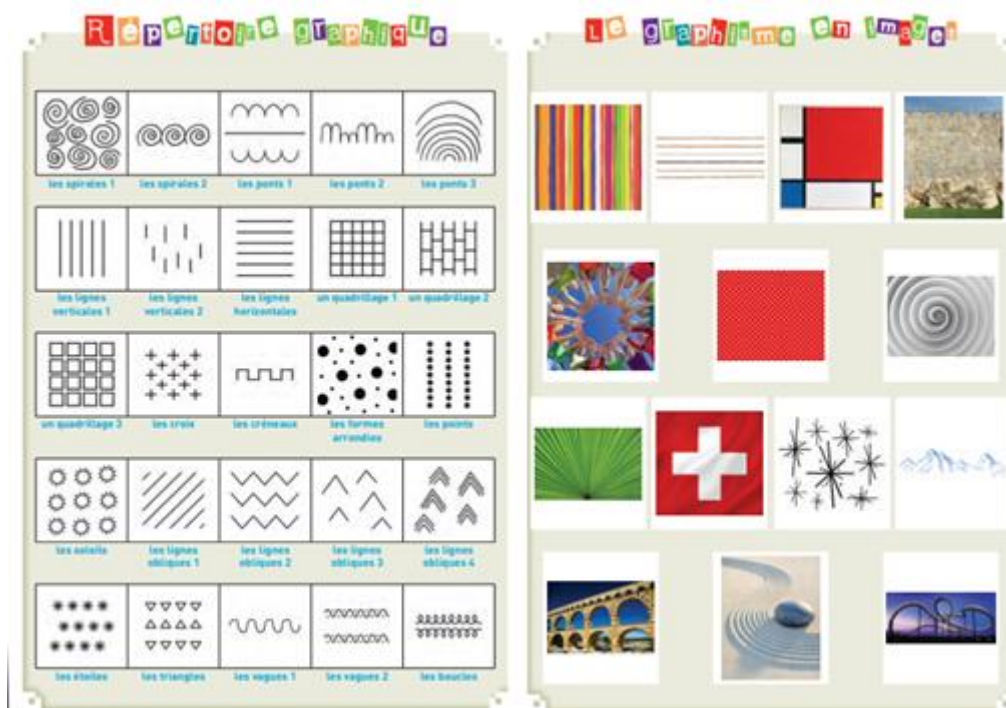 Répertoire graphique
les spirales 1
les spirales 2
les ponts 1
les ponts 2
les ponts 3
les lignes
verticales 1
les lignes
verticales 2
les lignes
horizontales
un quadrillage 1
un quadrillage 2
un quadrillage 3
les croix
les créneaux
les formes
arrondies
les points
les soleils
les lignes
obliques 1
les lignes
obliques 2
les lignes
obliques 3
les lignes
obliques 4
les étoiles
les triangles
les vagues 1
les vagues 2
les boucles
Le graphisme en images